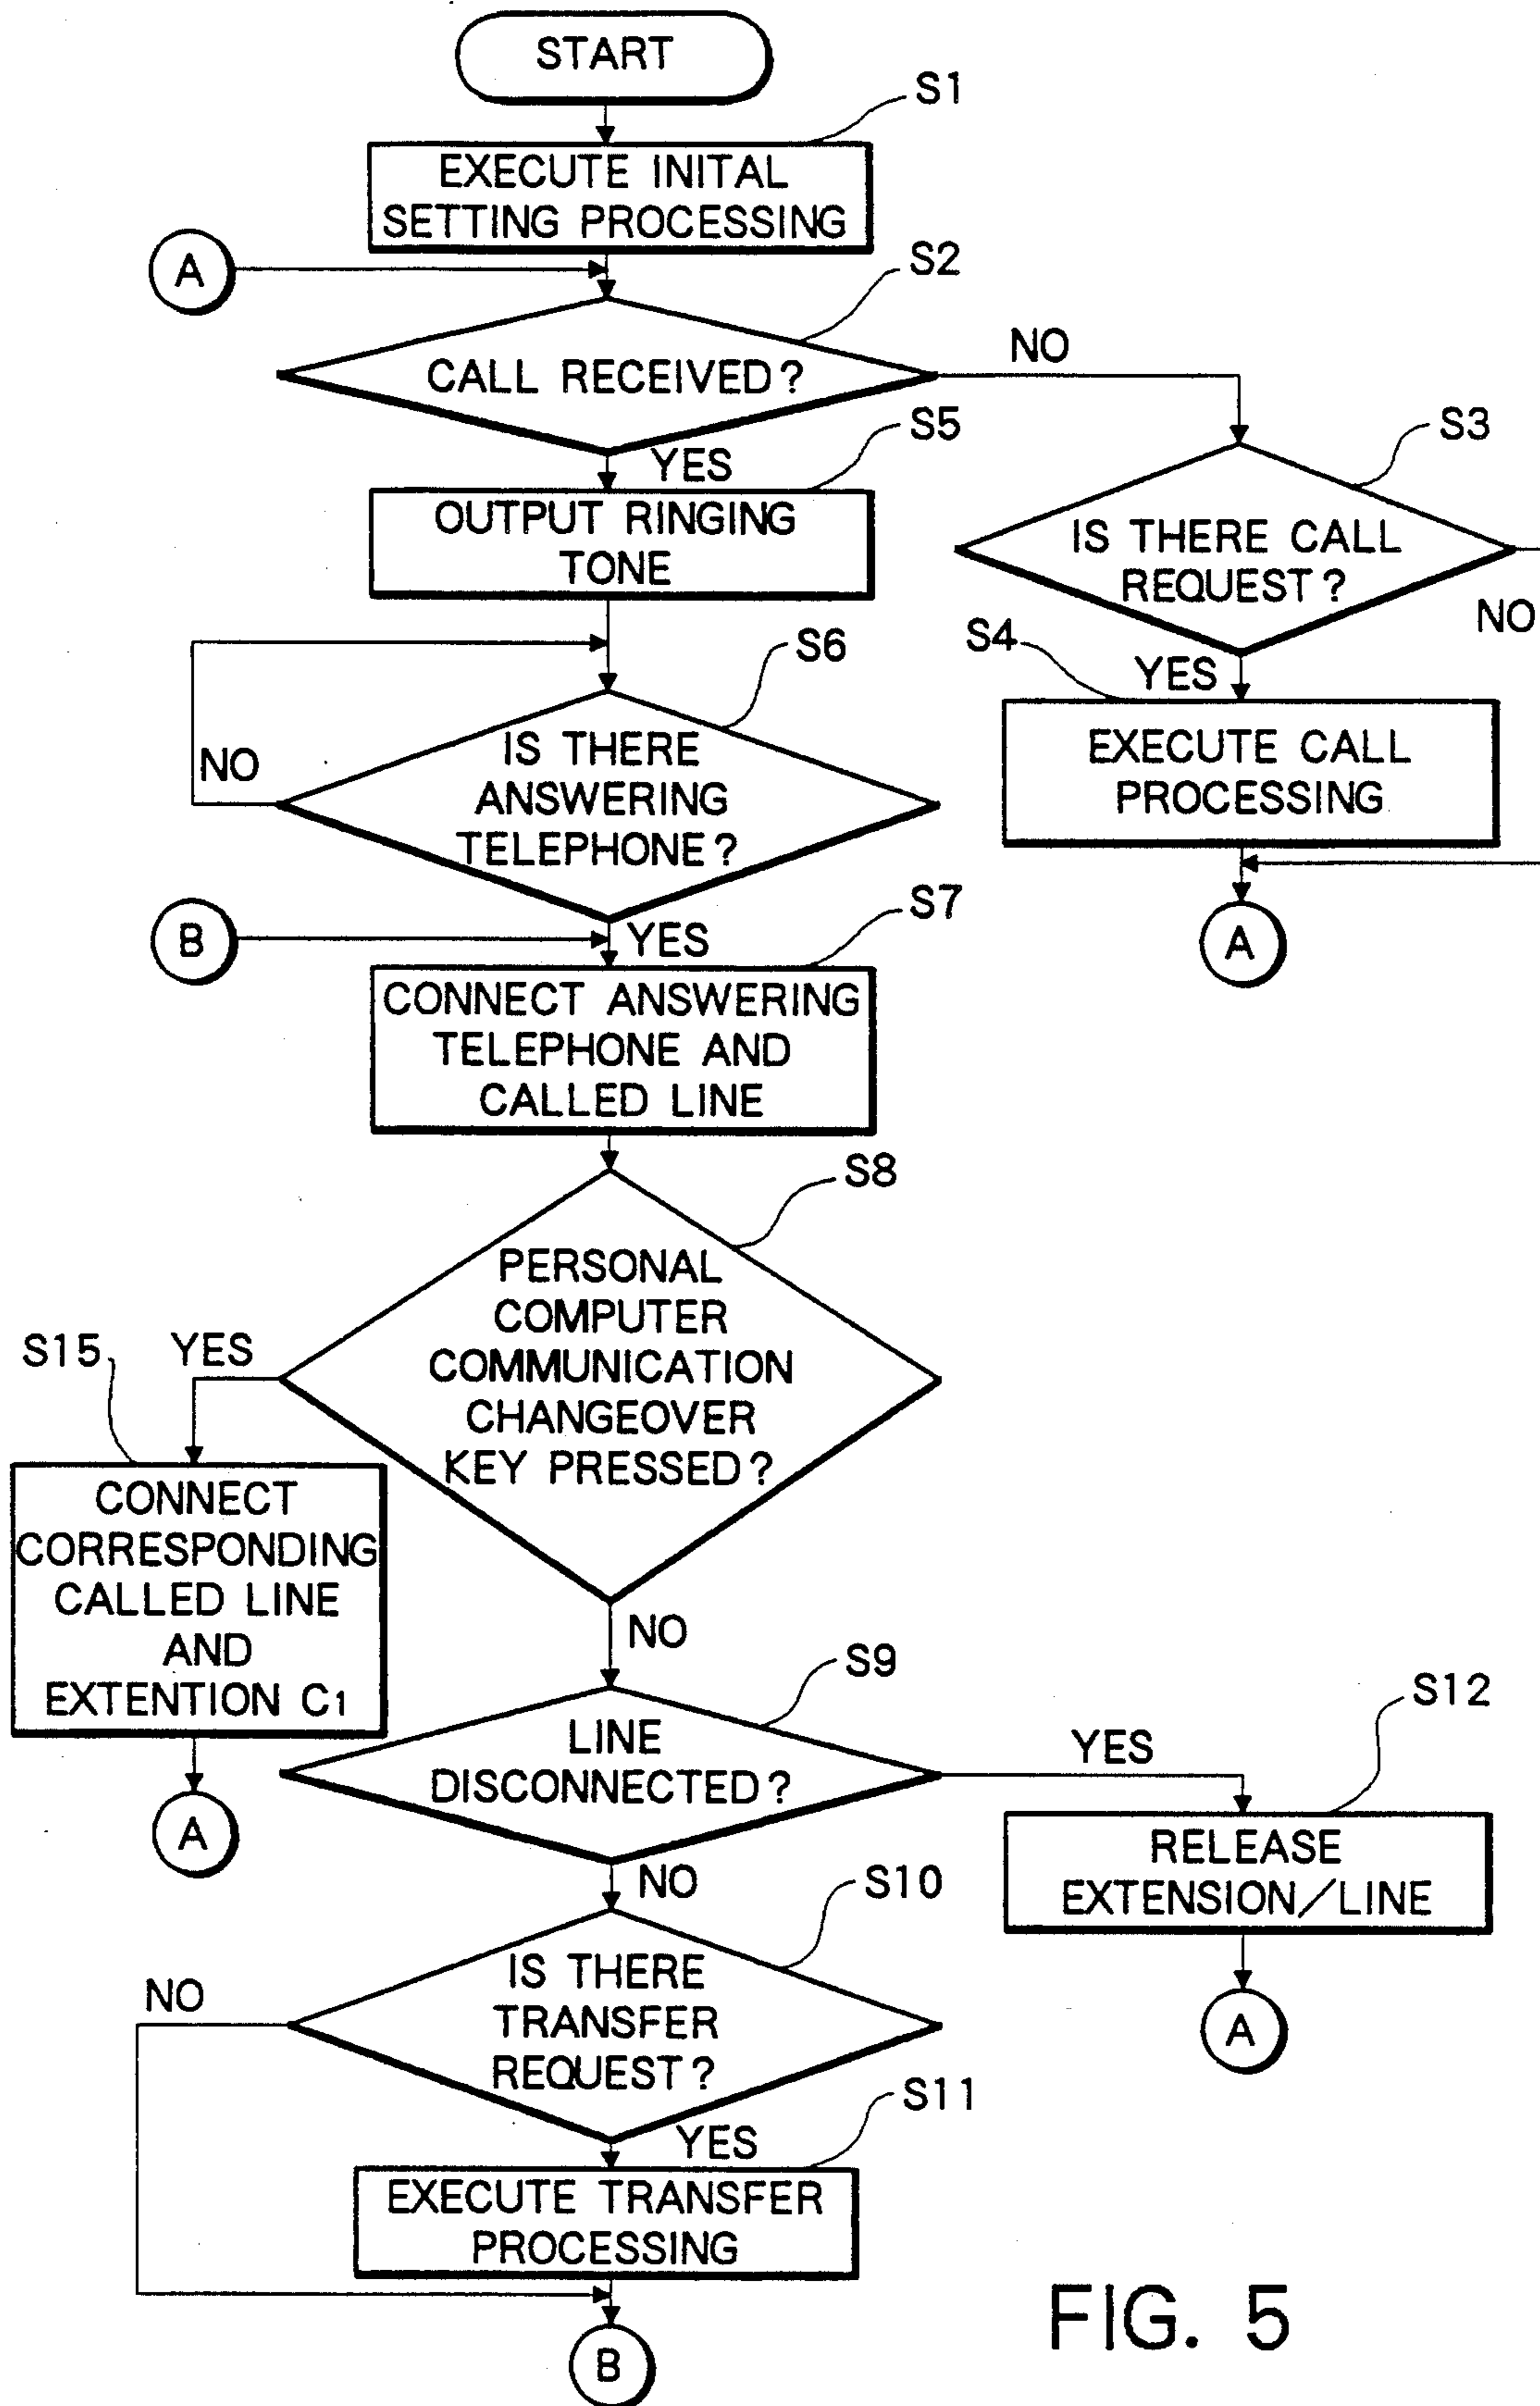 START
S1
EXECUTE INITAL
SETTING PROCESSING
A
S2
CALL RECEIVED?
NO
S5
YES
OUTPUT RINGING
TONE
S3
IS THERE CALL
REQUEST?
NO
S4
YES
EXECUTE CALL
PROCESSING
A
S6
IS THERE
ANSWERING
TELEPHONE?
NO
B
YES
S7
CONNECT ANSWERING
TELEPHONE AND
CALLED LINE
S8
PERSONAL
COMPUTER
COMMUNICATION
CHANGEOVER
KEY PRESSED?
S15
YES
CONNECT
CORRESPONDING
CALLED LINE
AND
EXTENTION C1
A
NO
S9
LINE
DISCONNECTED?
YES
S12
RELEASE
EXTENSION/LINE
A
NO
S10
IS THERE
TRANSFER
REQUEST?
NO
YES
S11
EXECUTE TRANSFER
PROCESSING
B
FIG. 5